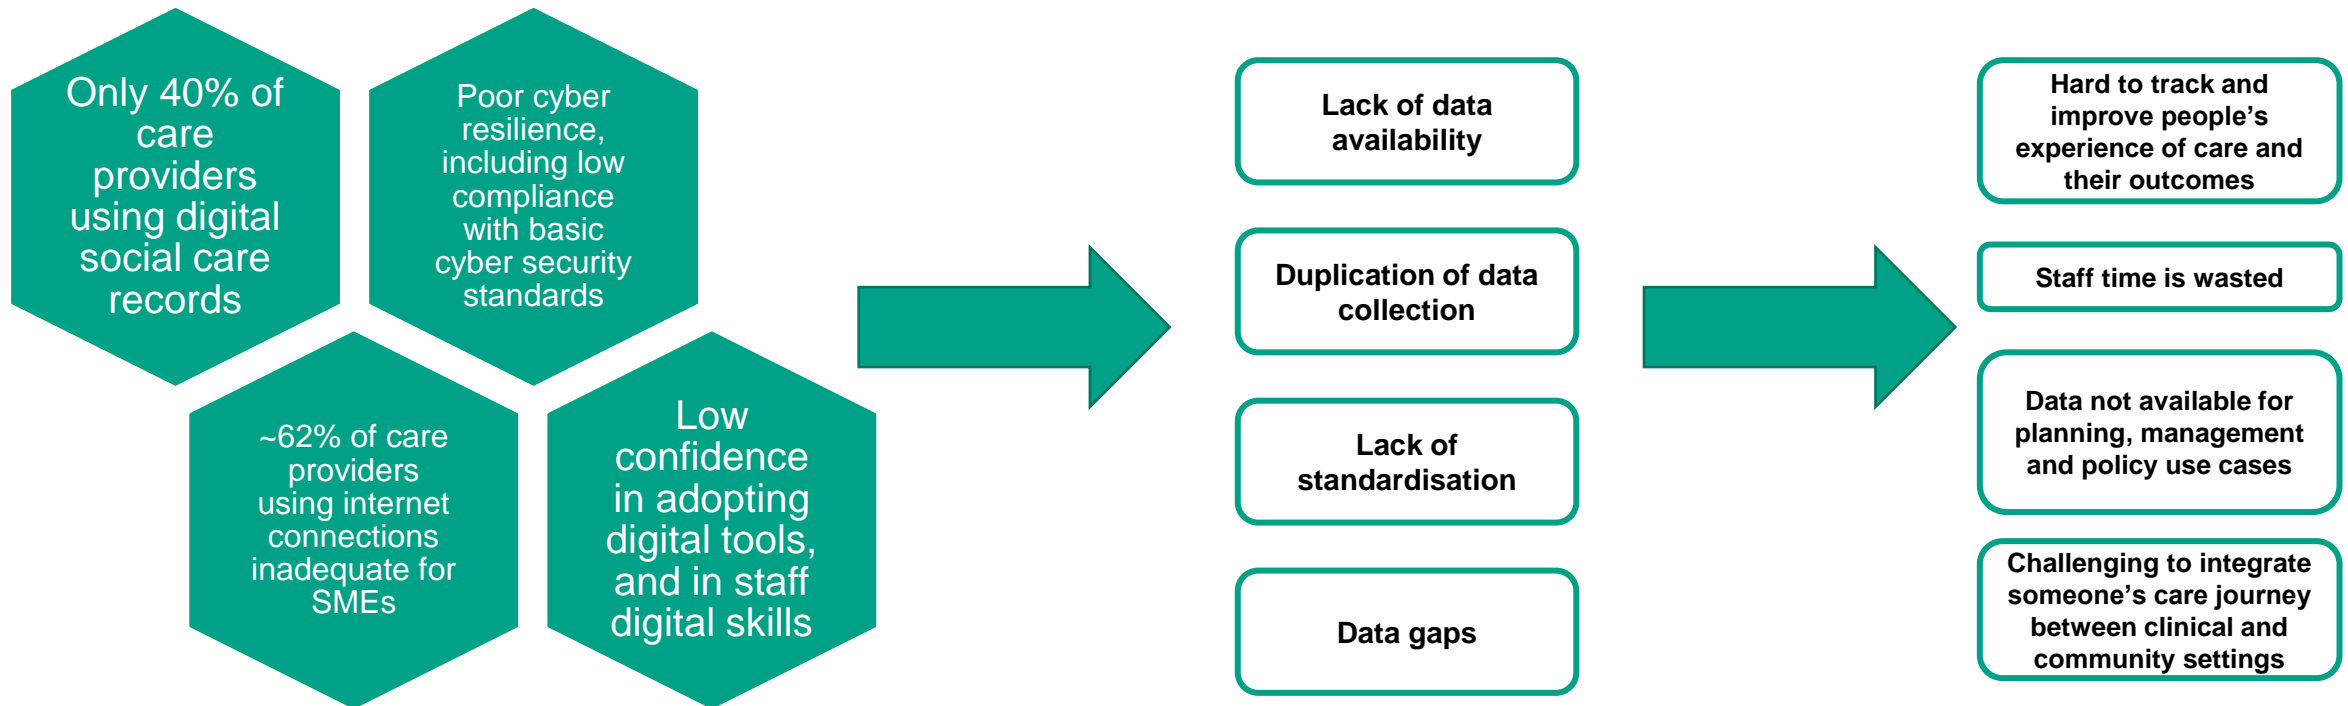 Only 40% of
care
providers
using digital
social care
records
Poor cyber
resilience,
including low
compliance
with basic
cyber security
standards
~62% of care
providers
using internet
connections
inadequate for
SMEs
Low
confidence
in adopting
digital tools,
and in staff
digital skills
Lack of data
availability
Duplication of data
collection
Lack of
standardisation
Data gaps
Hard to track and
improve people’s
experience of care and
their outcomes
Staff time is wasted
Data not available for
planning, management
and policy use cases
Challenging to integrate
someone’s care journey
between clinical and
community settings